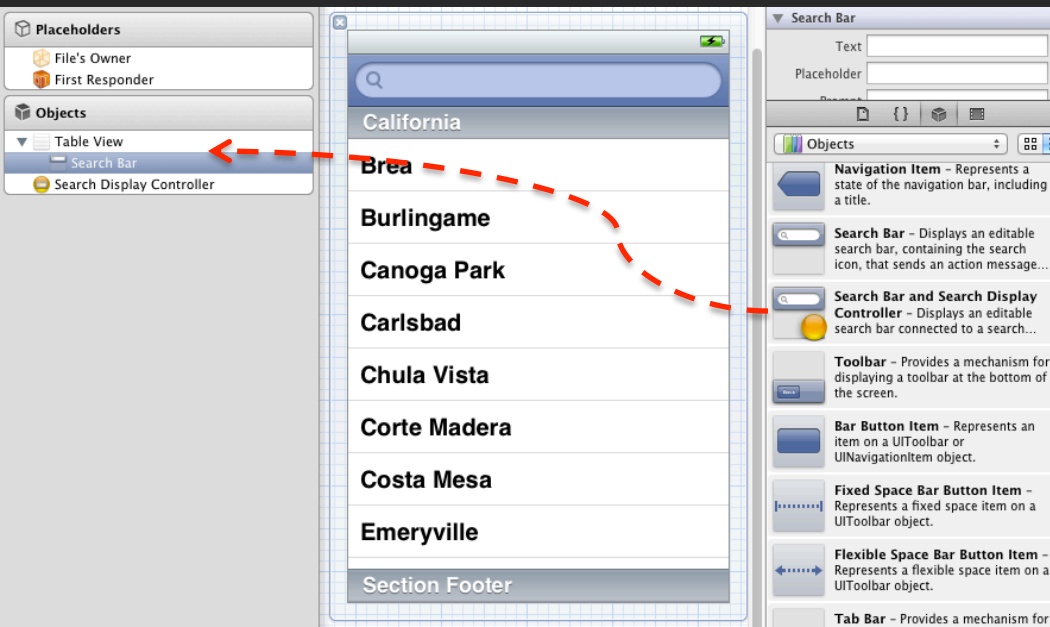 Placeholders
File's Owner
First Responder
Objects
Table View
Search Bar
Search Display Controller
California
Brea
Burlingame
Canoga Park
Carlsbad
Chula Vista
Corte Madera
Costa Mesa
Emeryville
Section Footer
Search Bar
Text
Placeholder
Prompt
{ }
Objects
Navigation Item – Represents a
state of the navigation bar, including
a title.
Search Bar – Displays an editable
search bar, containing the search
icon, that sends an action message...
Search Bar and Search Display
Controller – Displays an editable
search bar connected to a search...
Toolbar – Provides a mechanism for
displaying a toolbar at the bottom of
the screen.
Bar Button Item – Represents an
item on a UIToolbar or
UINavigationItem object.
Fixed Space Bar Button Item –
Represents a fixed space item on a
UIToolbar object.
Flexible Space Bar Button Item –
Represents a flexible space item on a
UIToolbar object.
Tab Bar – Provides a mechanism for